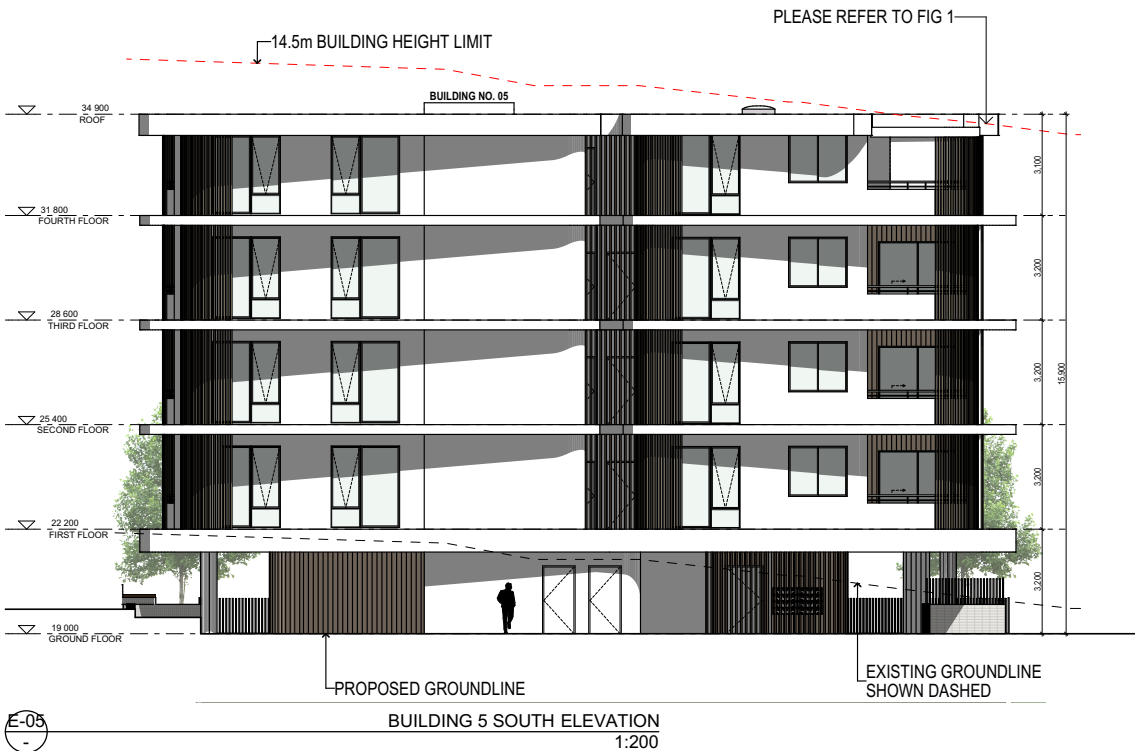 PLEASE REFER TO FIG 1
14.5m BUILDING HEIGHT LIMIT
BUILDING NO. 05
34 900
ROOF
3,100
31 800
FOURTH FLOOR
3,200
28 600
THIRD FLOOR
3,200
15,900
25 400
SECOND FLOOR
3,200
22 200
FIRST FLOOR
3,200
19 000
GROUND FLOOR
EXISTING GROUNDLINE
SHOWN DASHED
PROPOSED GROUNDLINE
E-05
-
BUILDING 5 SOUTH ELEVATION
1:200